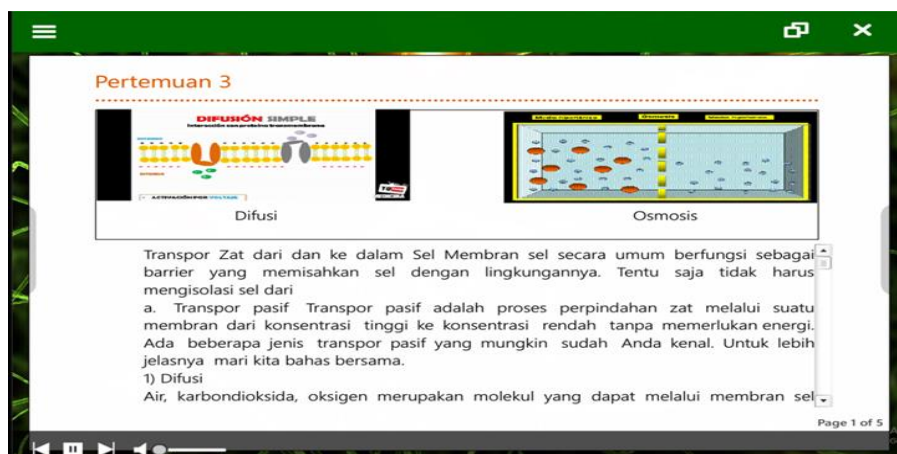 Pertemuan 3
DIFUSIÓN SIMPLE
Difusi
Osmosis
Transpor Zat dari dan ke dalam Sel Membran sel secara umum berfungsi sebagai
barrier yang memisahkan sel dengan lingkungannya. Tentu saja tidak harus
mengisolasi sel dari
a. Transpor pasif Transpor pasif adalah proses perpindahan zat melalui suatu
membran dari konsentrasi tinggi ke konsentrasi rendah tanpa memerlukan energi.
Ada beberapa jenis transpor pasif yang mungkin sudah Anda kenal. Untuk lebih
jelasnya mari kita bahas bersama.
1) Difusi
Air, karbondioksida, oksigen merupakan molekul yang dapat melalui membran sel
Page 1 of 5